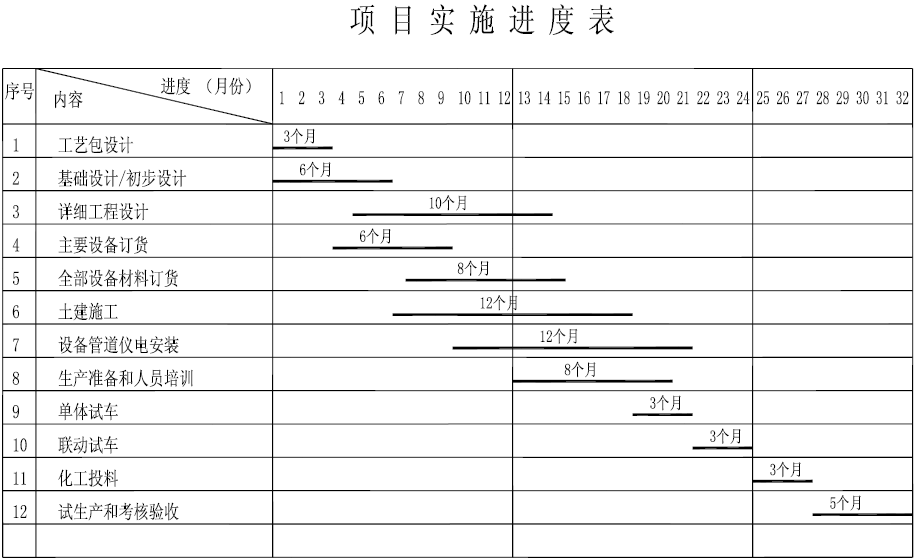 项目实施进度表
序号 内容 进度 （月份） 1 2 3 4 5 6 7 8 9 10 11 12 13 14 15 16 17 18 19 20 21 22 23 24 25 26 27 28 29 30 31 32
1 工艺包设计 3个月
2 基础设计/初步设计 6个月
3 详细工程设计 10个月
4 主要设备订货 6个月
5 全部设备材料订货 8个月
6 土建施工 12个月
7 设备管道仪电安装 12个月
8 生产准备和人员培训 8个月
9 单体试车 3个月
10 联动试车 3个月
11 化工投料 3个月
12 试生产和考核验收 5个月